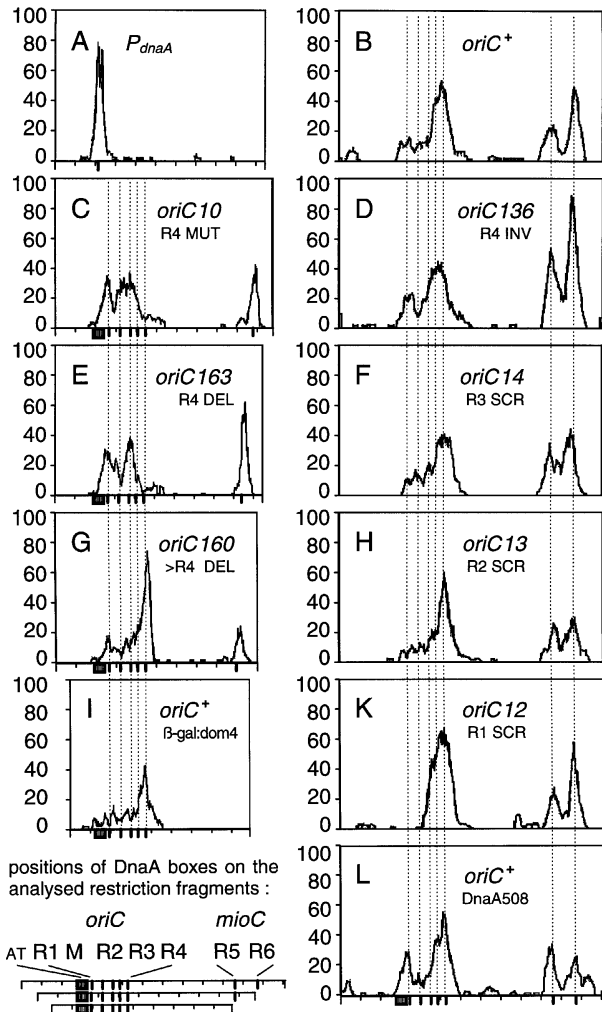 A
P dnaA
100
80
60
40
20
0
B
oriC+
100
80
60
40
20
0
C
oriC10
R4 MUT
100
80
60
40
20
0
D
oriC136
R4 INV
100
80
60
40
20
0
E
oriC163
R4 DEL
100
80
60
40
20
0
F
oriC14
R3 SCR
100
80
60
40
20
0
G
oriC160
>R4 DEL
100
80
60
40
20
0
H
oriC13
R2 SCR
100
80
60
40
20
0
I
oriC+
ß-gal:dom4
100
80
60
40
20
0
K
oriC12
R1 SCR
100
80
60
40
20
0
positions of DnaA boxes on the
analysed restriction fragments :
oriC mioC
AT R1 M R2 R3 R4 R5 R6
L
oriC+
DnaA508
100
80
60
40
20
0